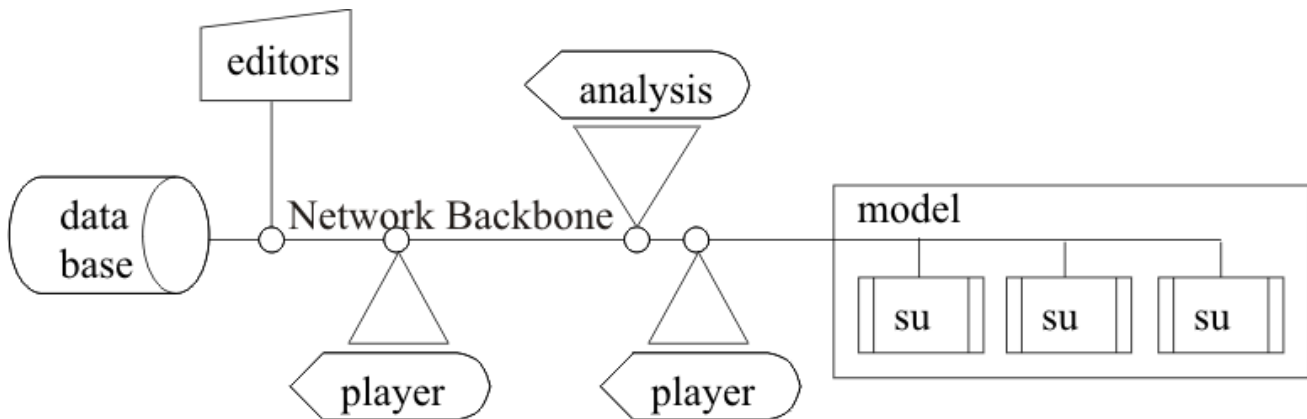 editors
analysis
data
base
Network Backbone
model
su
su
su
player
player